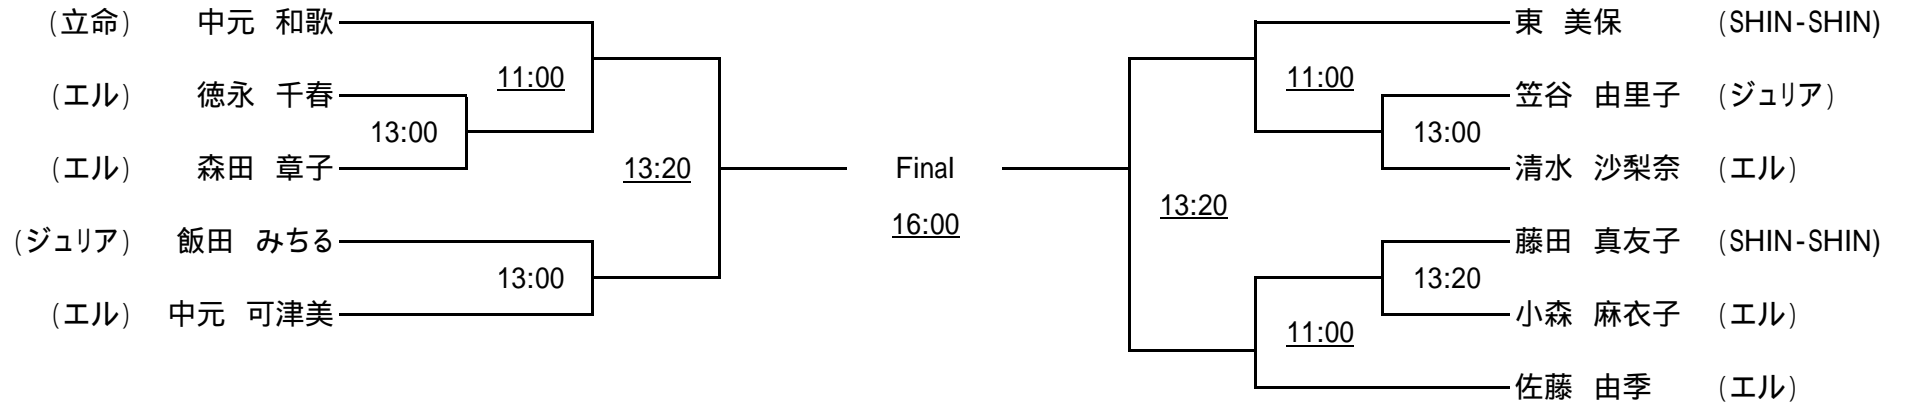 (立命) 中元 和歌
11:00
(エル) 徳永 千春
13:00
(エル) 森田 章子
13:20
(ジュリア) 飯田 みちる
13:00
(エル) 中元 可津美
Final
16:00
東 美保 (SHIN-SHIN)
11:00
笠谷 由里子 (ジュリア)
13:00
清水 沙梨奈 (エル)
13:20
藤田 真友子 (SHIN-SHIN)
13:20
小森 麻衣子 (エル)
11:00
佐藤 由季 (エル)